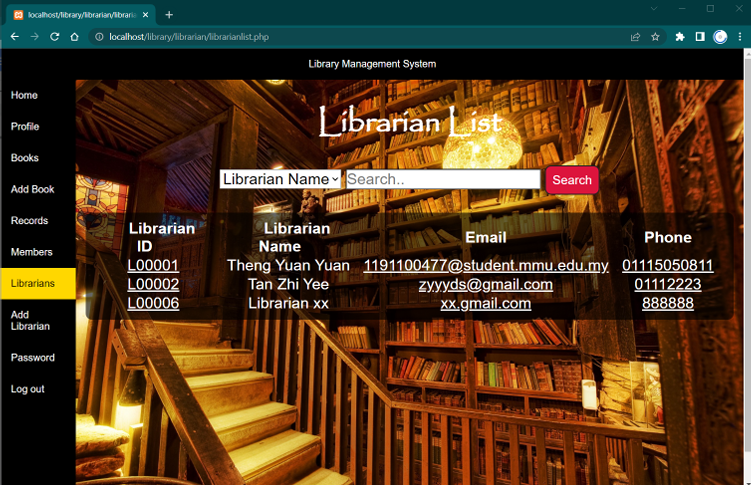 localhost/library/librarian/libraria
localhost/library/librarian/librarianlist.php
Library Management System
Home
Profile
Books
Add Book
Records
Members
Librarians
Add
Librarian
Password
Log out
Librarian List
Librarian Name Search.. Search
Librarian
ID
Librarian
Name
Email
Phone
L00001 Theng Yuan Yuan 1191100477@student.mmu.edu.my 01115050811
L00002 Tan Zhi Yee zyyyds@gmail.com 01112223
L00006 Librarian xx xx.gmail.com 888888